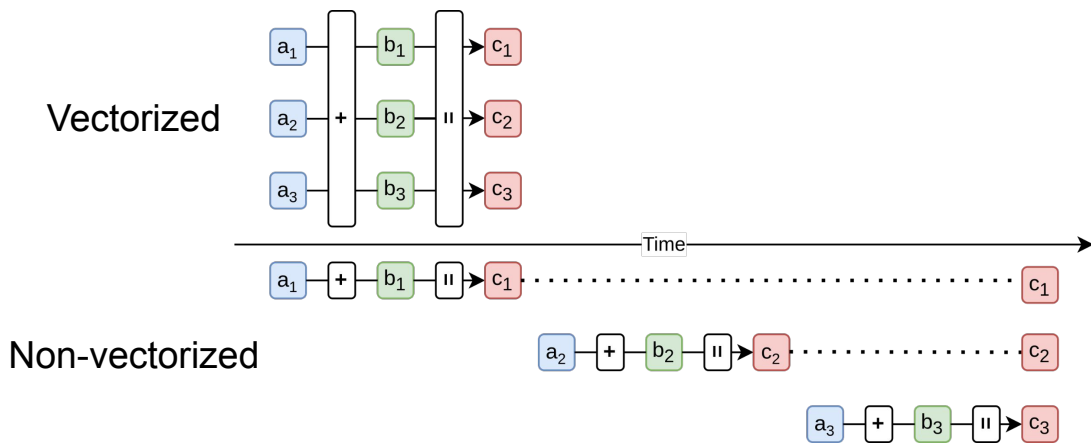 a₁ b₁ c₁
Vectorized a₂ + b₂ = c₂
a₃ b₃ c₃
Time
a₁ + b₁ = c₁ c₁
Non-vectorized a₂ + b₂ = c₂ c₂
a₃ + b₃ = c₃